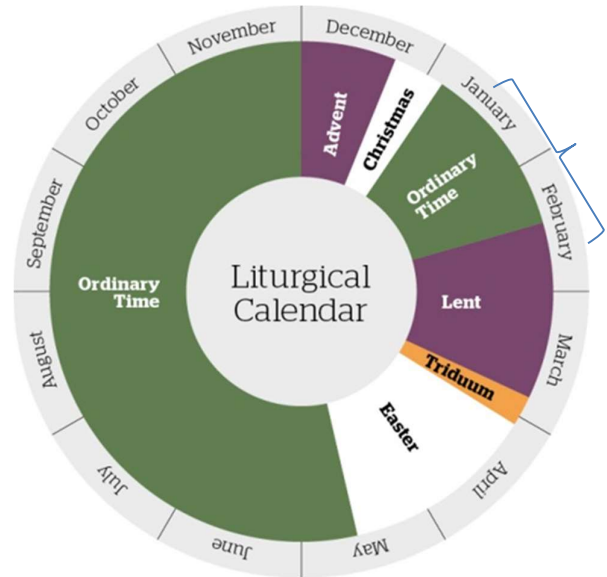 November
December
January
February
March
April
May
June
July
August
September
October
Advent
Christmas
Ordinary
Time
Lent
Triduum
Easter
Ordinary
Time
Liturgical
Calendar